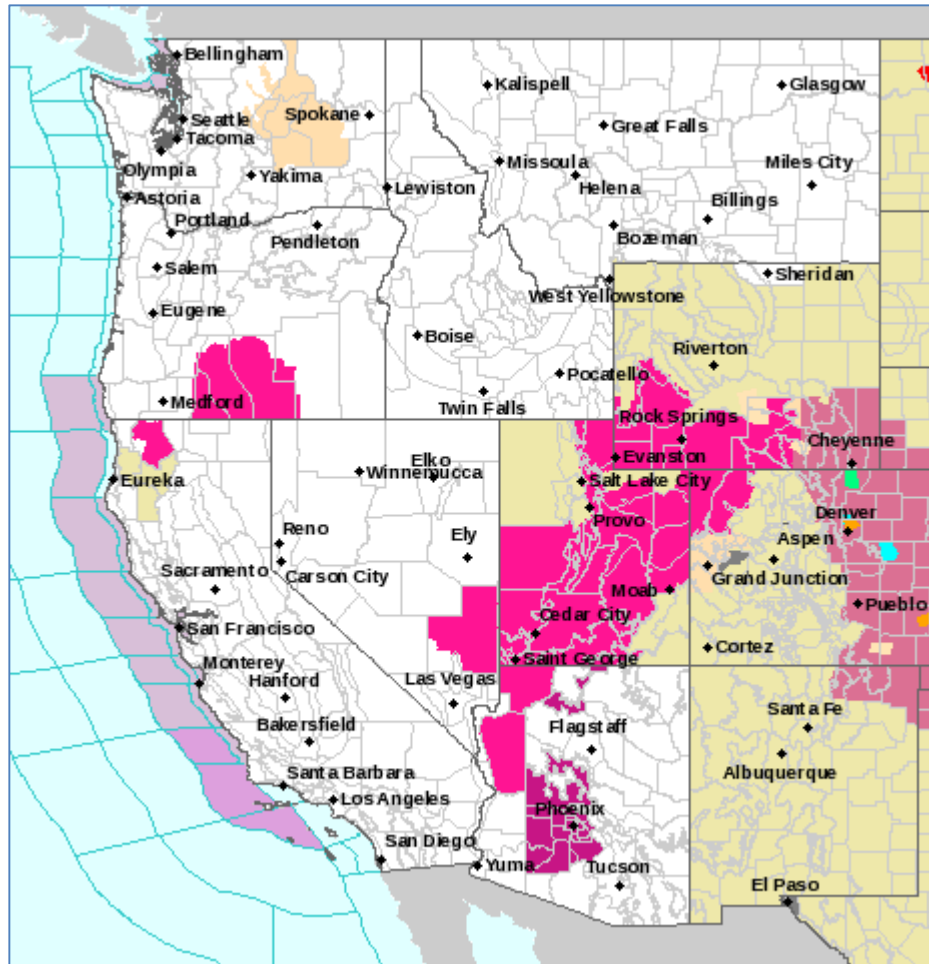 Bellingham
Kalispell
Glasgow
Spokane
Seattle
Great Falls
Tacoma
Miles City
Olympia
Missoula
Yakima
Helena
Lewiston
Astoria
Billings
Portland
Pendleton
Bozeman
Salem
Sheridan
West Yellowstone
Eugene
Boise
Riverton
Pocatello
Medford
Twin Falls
Rock Springs
Cheyenne
Elko
Evanston
Winnemucca
Eureka
Salt Lake City
Provo
Denver
Reno
Ely
Aspen
Sacramento
Carson City
Grand Junction
Moab
Pueblo
Cedar City
San Francisco
Saint George
Cortez
Monterey
Hanford
Las Vegas
Santa Fe
Bakersfield
Flagstaff
Albuquerque
Santa Barbara
Los Angeles
Phoenix
San Diego
Yuma
Tucson
El Paso